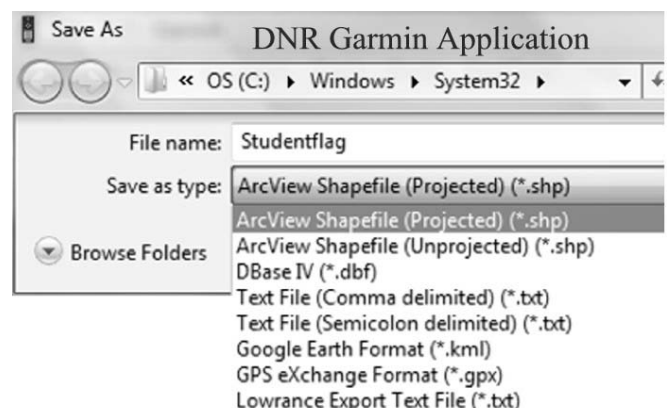 Save As
DNR Garmin Application
« OS (C:) ▸ Windows ▸ System32 ▸
File name: Studentflag
Save as type: ArcView Shapefile (Projected) (*.shp)
ArcView Shapefile (Projected) (*.shp)
Browse Folders
ArcView Shapefile (Unprojected) (*.shp)
DBase IV (*.dbf)
Text File (Comma delimited) (*.txt)
Text File (Semicolon delimited) (*.txt)
Google Earth Format (*.kml)
GPS eXchange Format (*.gpx)
Lowrance Export Text File (*.txt)